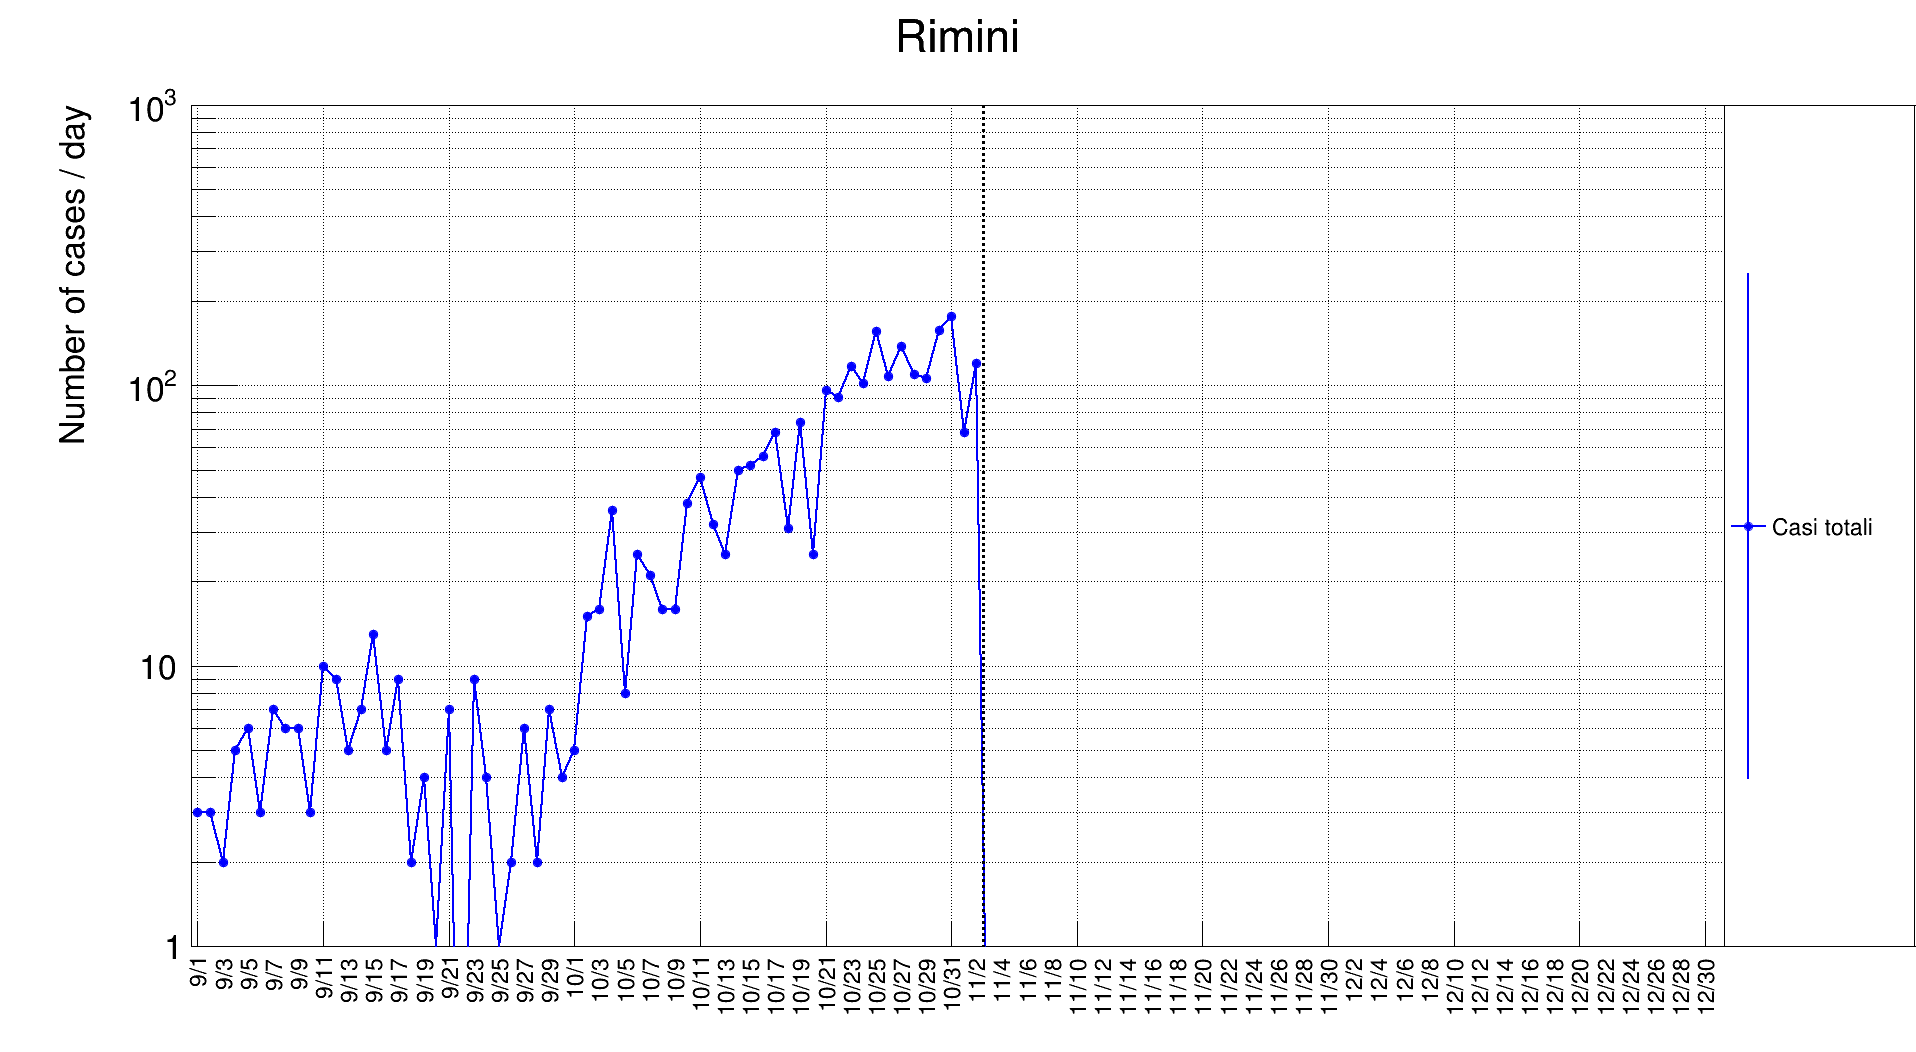 Rimini
Number of cases / day
10³
10²
10
1
Casi totali
9/1 9/3 9/5 9/7 9/9 9/11 9/13 9/15 9/17 9/19 9/21 9/23 9/25 9/27 9/29 10/1 10/3 10/5 10/7 10/9 10/11 10/13 10/15 10/17 10/19 10/21 10/23 10/25 10/27 10/29 10/31 11/2 11/4 11/6 11/8 11/10 11/12 11/14 11/16 11/18 11/20 11/22 11/24 11/26 11/28 11/30 12/2 12/4 12/6 12/8 12/10 12/12 12/14 12/16 12/18 12/20 12/22 12/24 12/26 12/28 12/30